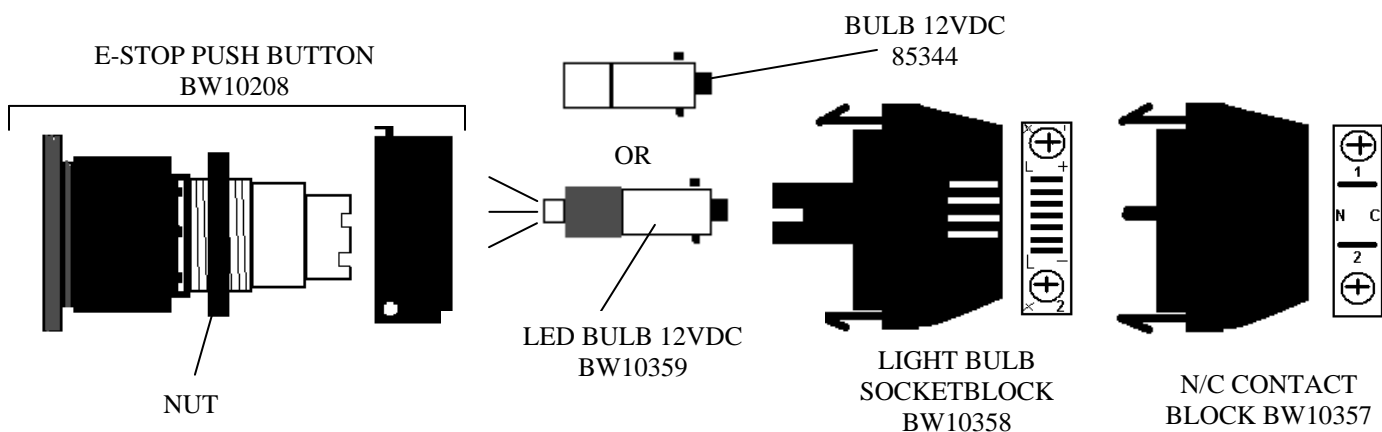 E-STOP PUSH BUTTON
BW10208
BULB 12VDC
85344
OR
LED BULB 12VDC
BW10359
NUT
LIGHT BULB
SOCKETBLOCK
BW10358
X 1
L +
L −
X 2
N/C CONTACT
BLOCK BW10357
1
N C
2